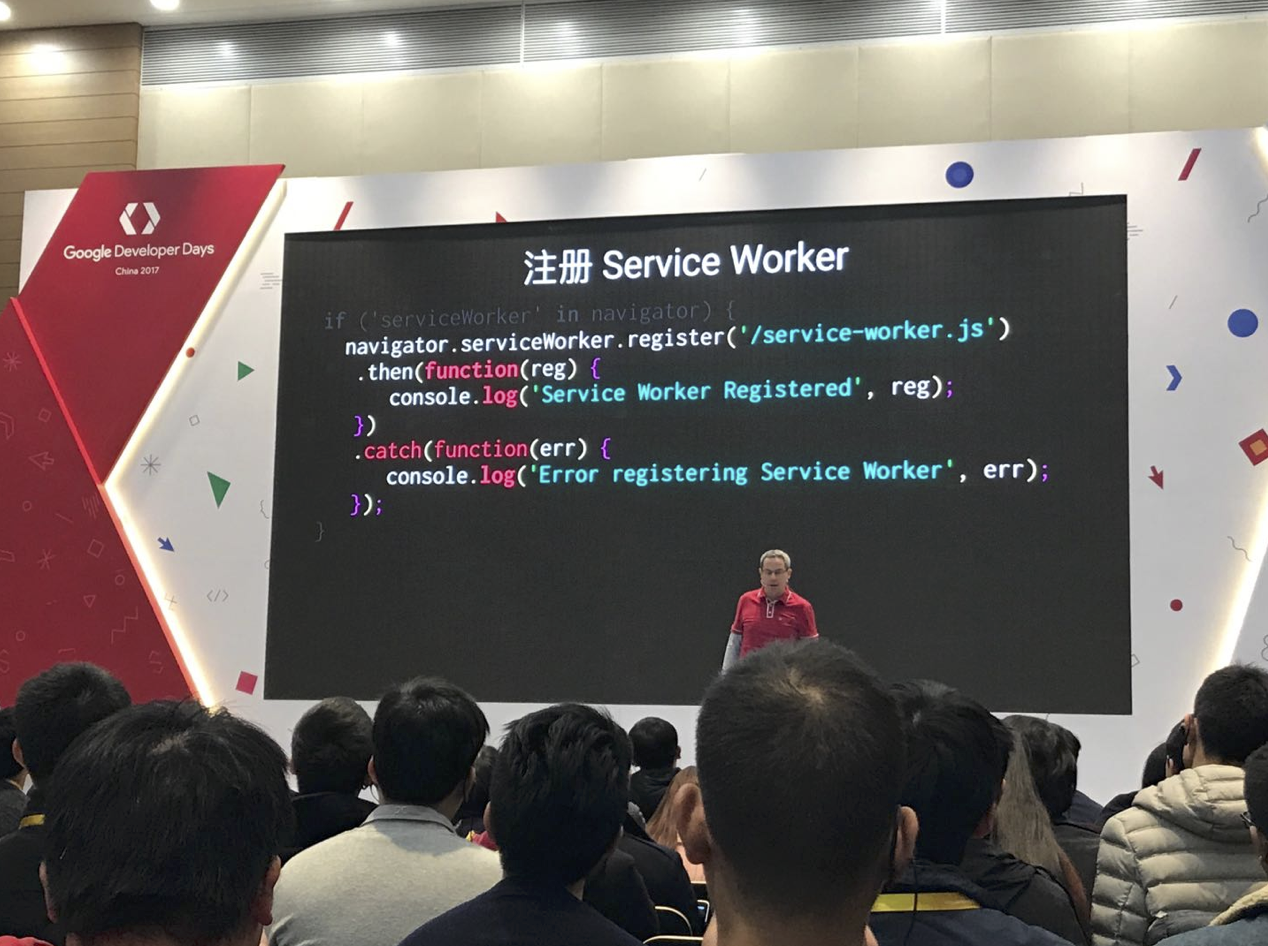 Google Developer Days
China 2017
注册 Service Worker
if ('serviceWorker' in navigator) {
navigator.serviceWorker.register('/service-worker.js')
.then(function(reg) {
console.log('Service Worker Registered', reg);
})
.catch(function(err) {
console.log('Error registering Service Worker', err);
});
}
</>